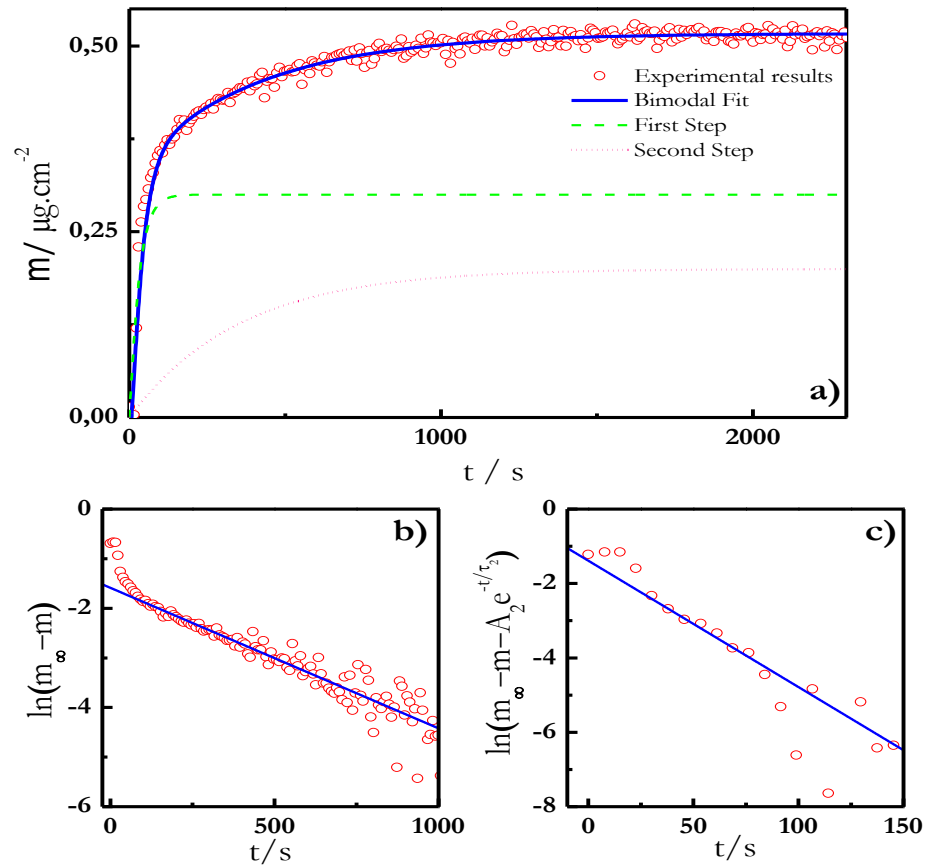 0,50
Experimental results
Bimodal Fit
First Step
Second Step
0,25
m/ μg.cm⁻²
0,00
a)
0 1000 2000
t / s
0
b)
-2
ln(m∞−m)
-4
-6
0 500 1000
t/s
0
c)
-2
ln(m∞−m−A₂e^(-t/τ₂))
-4
-6
-8
0 50 100 150
t/s